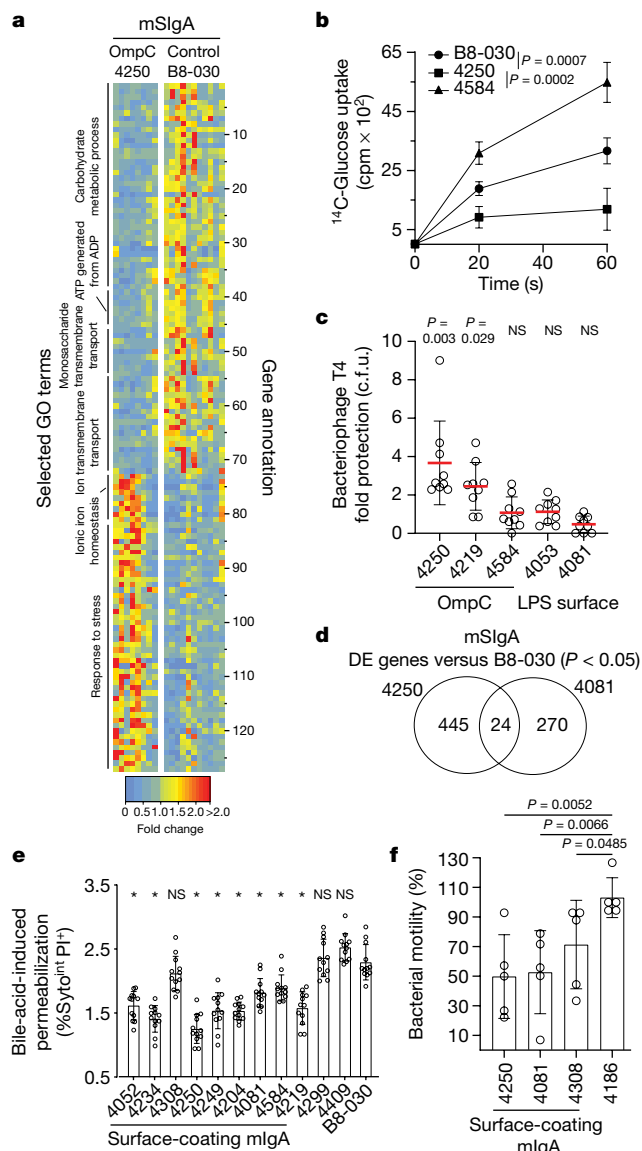 a
mSIgA
OmpC Control
4250 B8-030
Selected GO terms
Carbohydrate
metabolic process
ATP generated
from ADP
Monosaccharide
transmembrane
transport
Ion transmembrane
transport
Ionic iron
homeostasis
Response to stress
10
20
30
40
50
60
70
80
90
100
110
120
Gene annotation
0 0.5 1.0 1.5 2.0 >2.0
Fold change
b
14C-Glucose uptake
(cpm × 10²)
65
45
25
5
B8-030
4250
4584
P = 0.0007
P = 0.0002
0 20 40 60
Time (s)
c
Bacteriophage T4
fold protection (c.f.u.)
10
8
6
4
2
0
P = 0.003
P = 0.029
NS NS NS
4250 4219 4584 4053 4081
OmpC LPS surface
d
mSIgA
DE genes versus B8-030 (P < 0.05)
4250 4081
445 24 270
e
Bile-acid-induced
permeabilization
(%Sytoint PI+)
3.5
2.5
1.5
0.5
* * NS * * * * * * NS NS
4052 4234 4308 4250 4249 4204 4081 4584 4219 4299 4409 B8-030
Surface-coating mIgA
f
Bacterial motility (%)
130
110
90
70
50
30
10
P = 0.0052
P = 0.0066
P = 0.0485
4250 4081 4308 4186
Surface-coating
mIgA